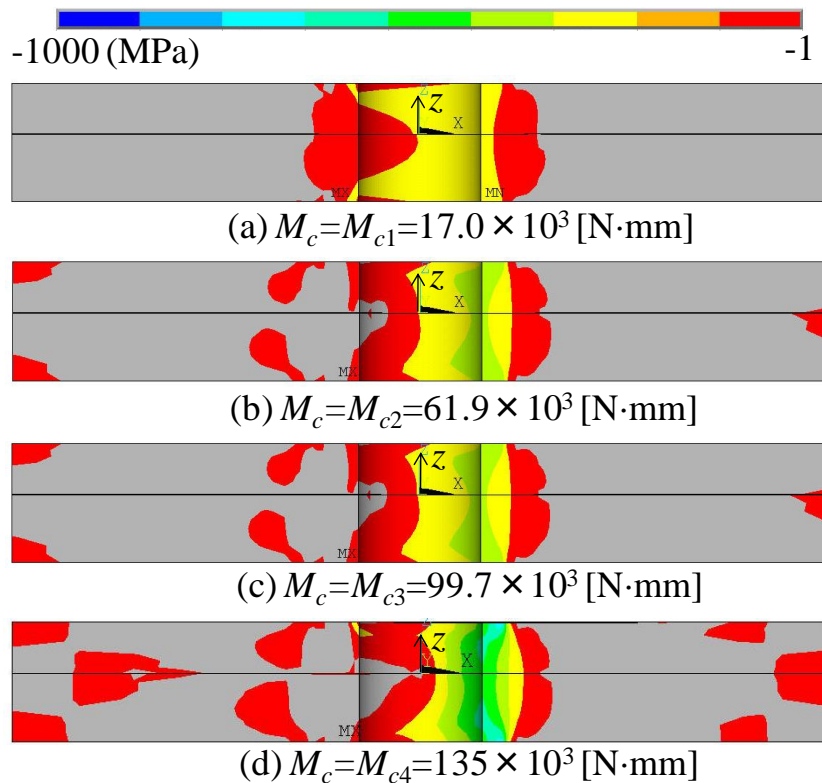 -1000 (MPa) -1
Z
z
X
MX MN
(a) Mc=Mc1=17.0×10³ [N·mm]
Z
z
X
MX
(b) Mc=Mc2=61.9×10³ [N·mm]
Z
z
X
MX
(c) Mc=Mc3=99.7×10³ [N·mm]
z
X
MX
(d) Mc=Mc4=135×10³ [N·mm]